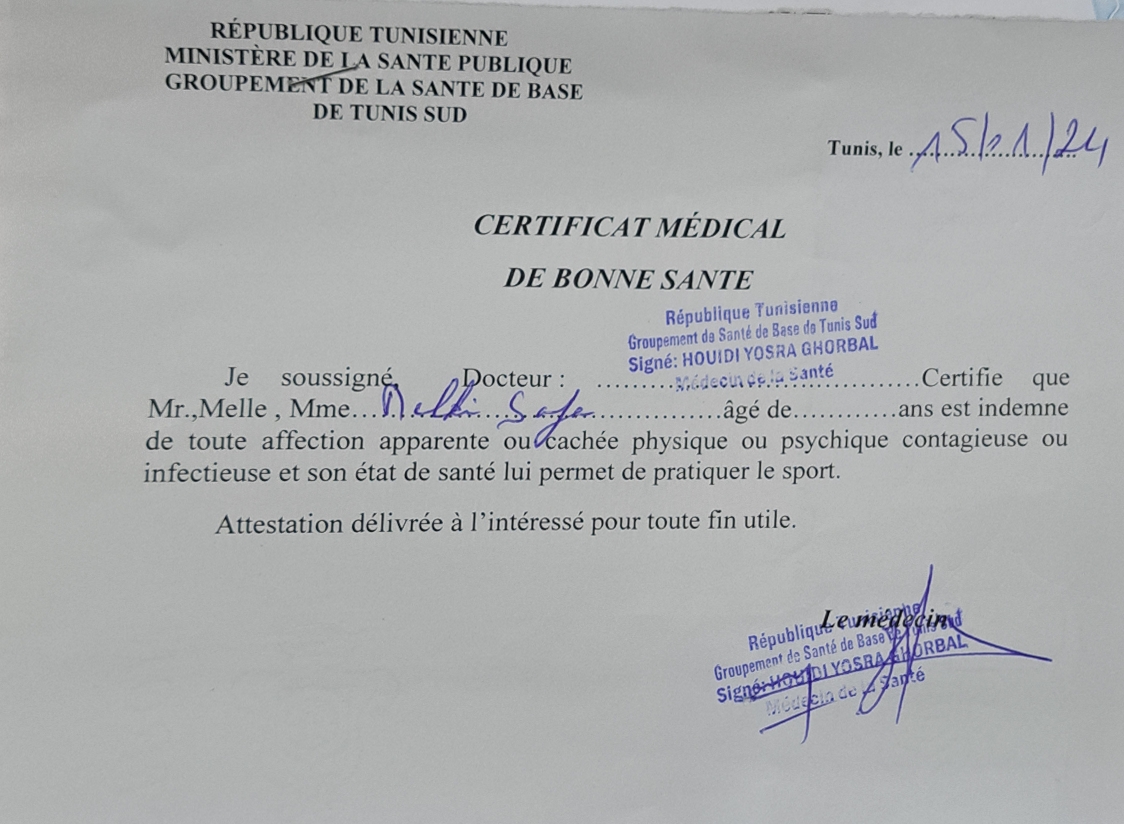 RÉPUBLIQUE TUNISIENNE
MINISTÈRE DE LA SANTE PUBLIQUE
GROUPEMENT DE LA SANTE DE BASE
DE TUNIS SUD
Tunis, le ....15/01/24
CERTIFICAT MÉDICAL
DE BONNE SANTE
République Tunisienne
Groupement de Santé de Base de Tunis Sud
Signé: HOUIDI YOSRA GHORBAL
Médecin de la Santé
Je soussigné, Docteur : ..........................................Certifie que
Mr.,Melle , Mme..............................âgé de...........ans est indemne
de toute affection apparente ou cachée physique ou psychique contagieuse ou
infectieuse et son état de santé lui permet de pratiquer le sport.
Attestation délivrée à l'intéressé pour toute fin utile.
Le médecin
République Tunisienne
Groupement de Santé de Base de Tunis Sud
Signé: HOUIDI YOSRA GHORBAL
Médecin de la Santé